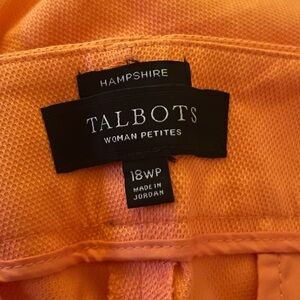 HAMPSHIRE
TALBOTS
WOMAN PETITES
18WP
MADE IN
JORDAN